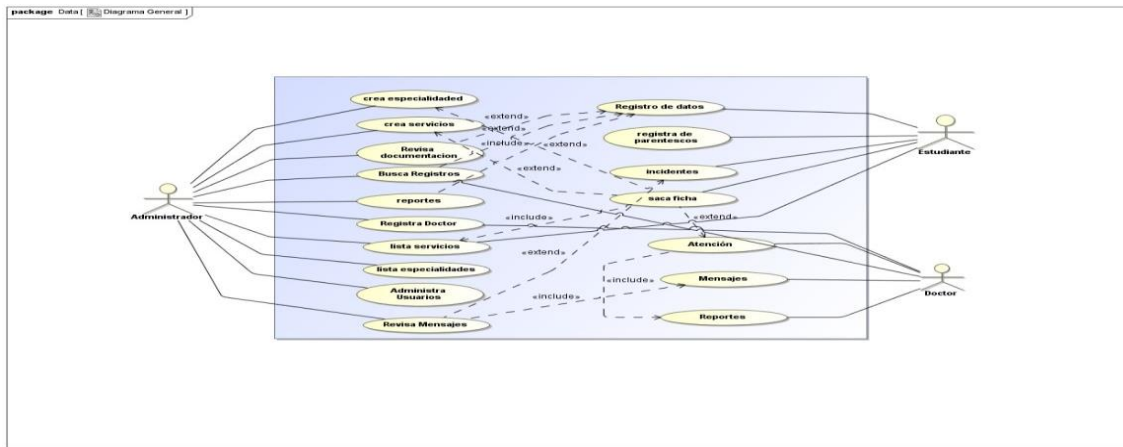 package Data [ Diagrama General ]
crea especialidaded
crea servicios
Revisa
documentacion
Busca Registros
reportes
Registra Doctor
lista servicios
lista especialidades
Administra
Usuarios
Revisa Mensajes
Administrador
«extend»
«extend»
«include»
«extend»
«extend»
«include»
«extend»
«extend»
«include»
«include»
Registro de datos
registra de
parentescos
incidentes
saca ficha
Atención
Mensajes
Reportes
Estudiante
Doctor